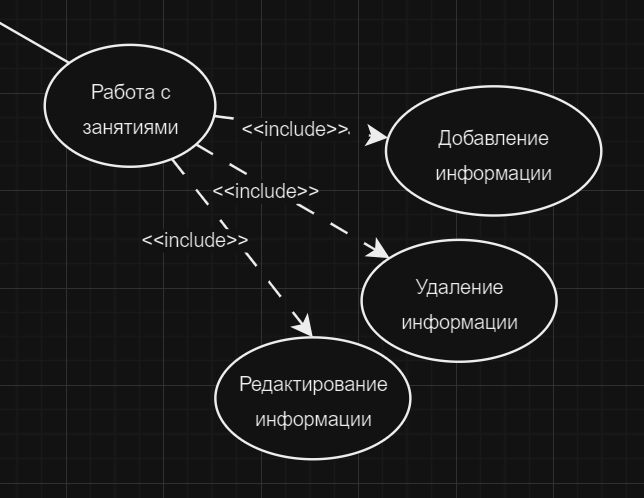 Работа с
занятиями
<<include>>
Добавление
информации
<<include>>
<<include>>
Удаление
информации
Редактирование
информации